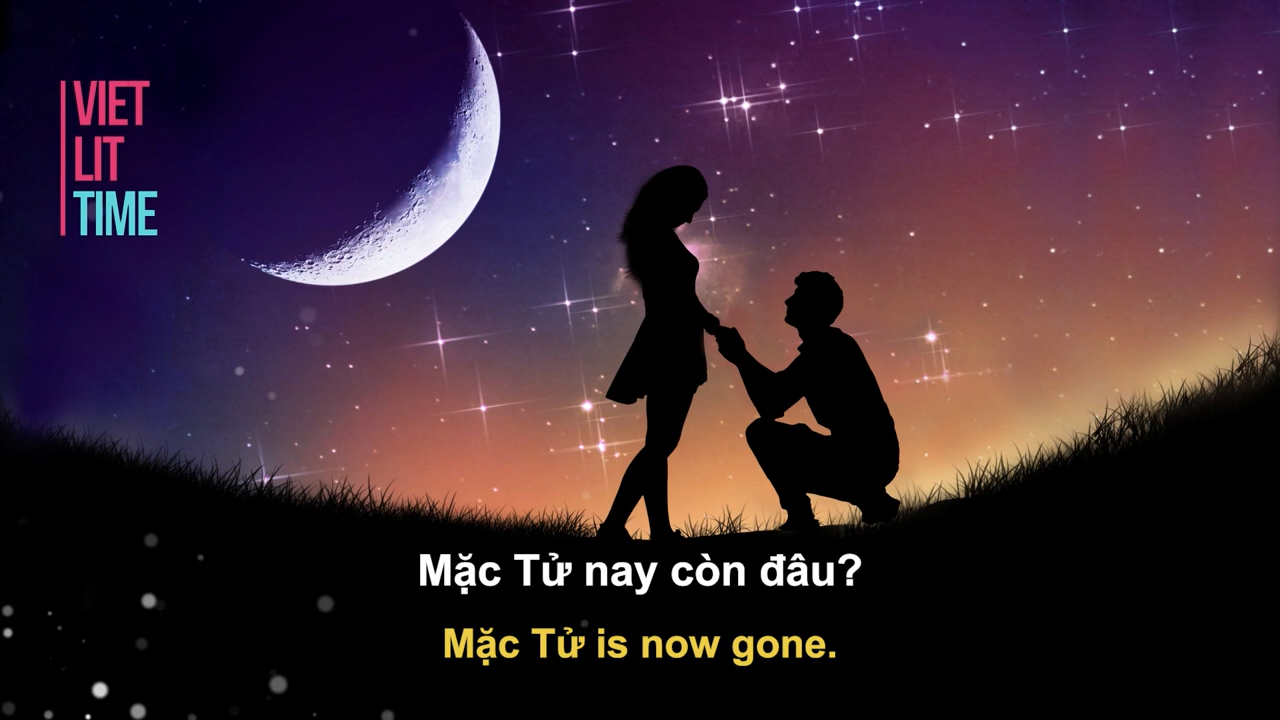 VIET
LIT
TIME
Mặc Tử nay còn đâu?
Mặc Tử is now gone.